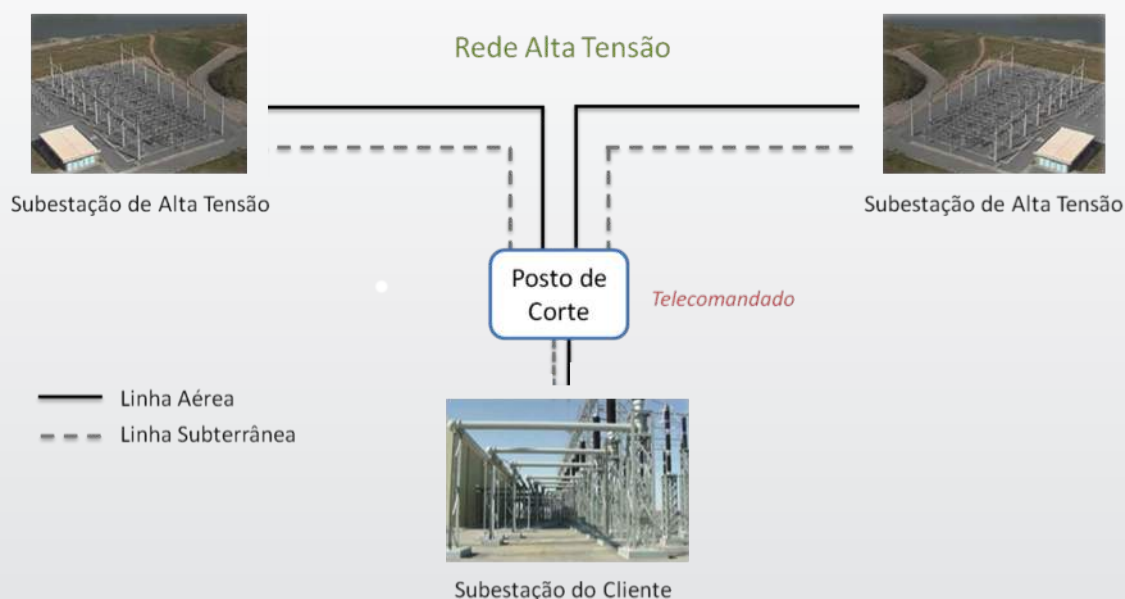 Rede Alta Tensão
Subestação de Alta Tensão
Subestação de Alta Tensão
Posto de
Corte
Telecomandado
Linha Aérea
Linha Subterrânea
Subestação do Cliente